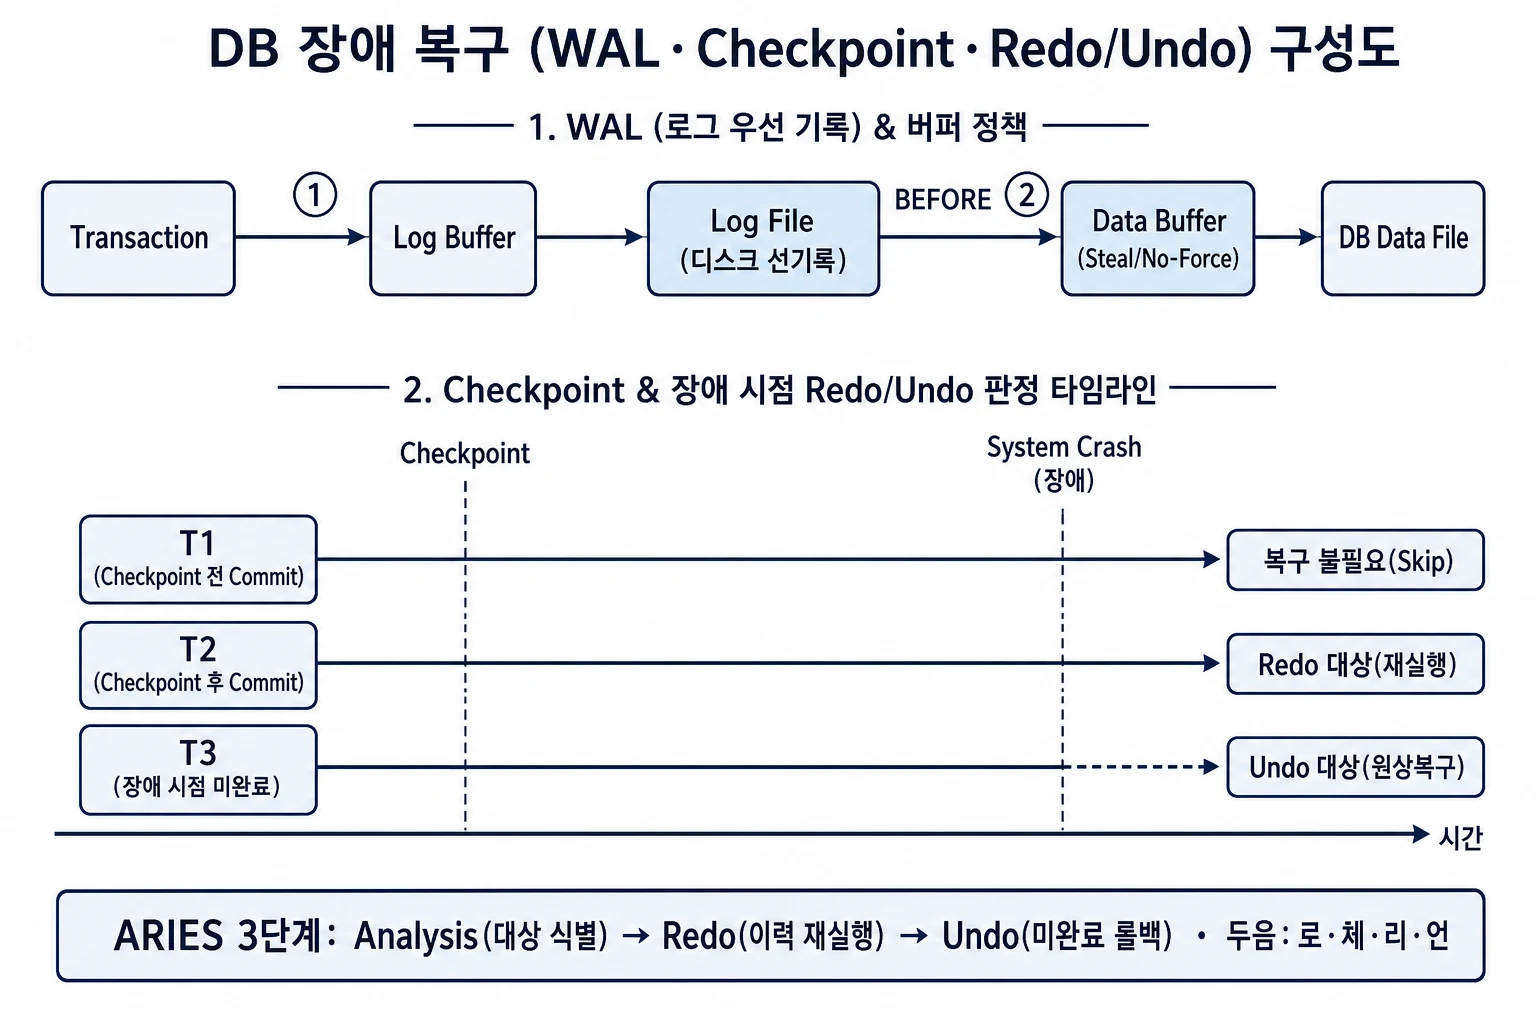 DB 장애 복구 (WAL · Checkpoint · Redo/Undo) 구성도
1. WAL (로그 우선 기록) & 버퍼 정책
Transaction
①
Log Buffer
Log File
(디스크 선기록)
BEFORE ②
Data Buffer
(Steal/No-Force)
DB Data File
2. Checkpoint & 장애 시점 Redo/Undo 판정 타임라인
Checkpoint
System Crash
(장애)
T1
(Checkpoint 전 Commit)
복구 불필요(Skip)
T2
(Checkpoint 후 Commit)
Redo 대상(재실행)
T3
(장애 시점 미완료)
Undo 대상(원상복구)
시간
ARIES 3단계: Analysis(대상 식별) → Redo(이력 재실행) → Undo(미완료 롤백) · 두음: 로·체·리·언